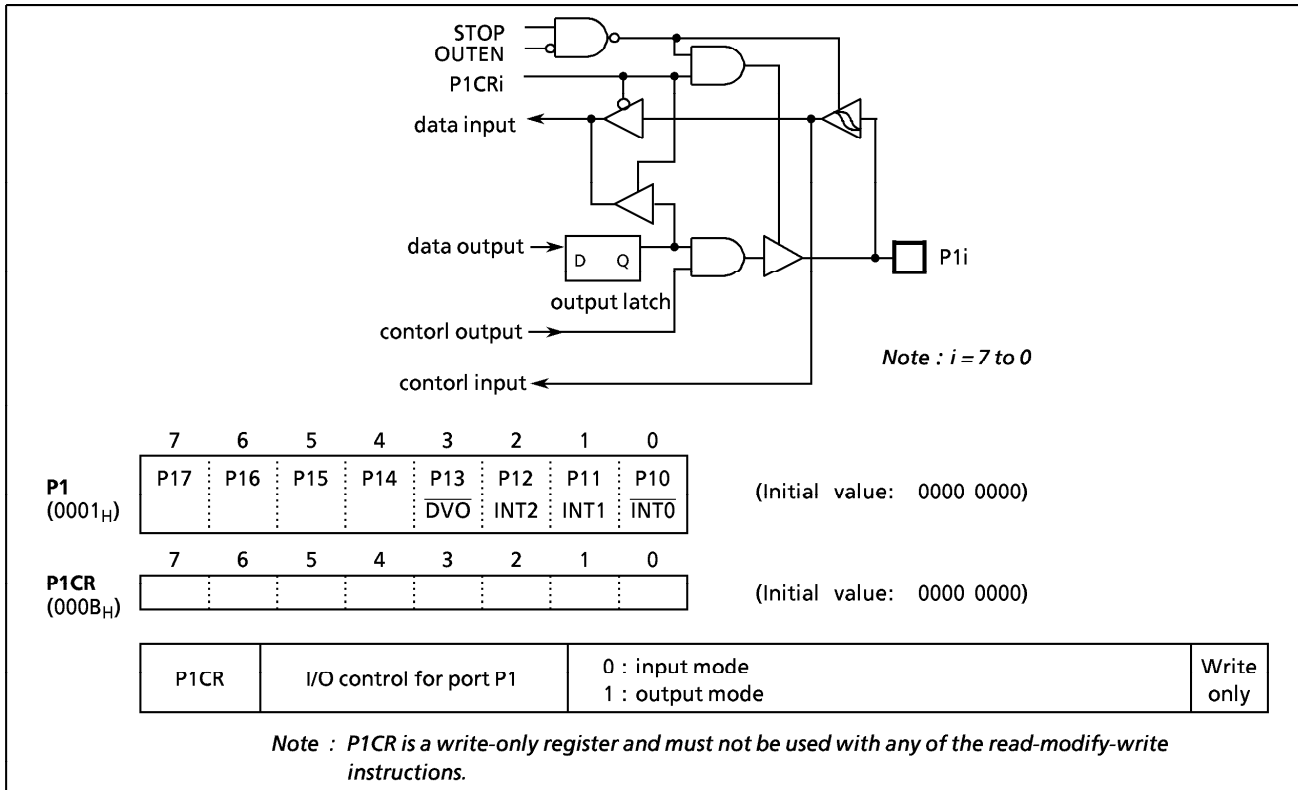 STOP
OUTEN
P1CRi
data input
data output
D Q
output latch
P1i
contorl output
Note : i = 7 to 0
contorl input
7 6 5 4 3 2 1 0
P1
(0001H)
P17 P16 P15 P14 P13 P12 P11 P10
DVO INT2 INT1 INT0
(Initial value: 0000 0000)
7 6 5 4 3 2 1 0
P1CR
(000BH)
(Initial value: 0000 0000)
P1CR
I/O control for port P1
0 : input mode
1 : output mode
Write
only
Note : P1CR is a write-only register and must not be used with any of the read-modify-write
instructions.